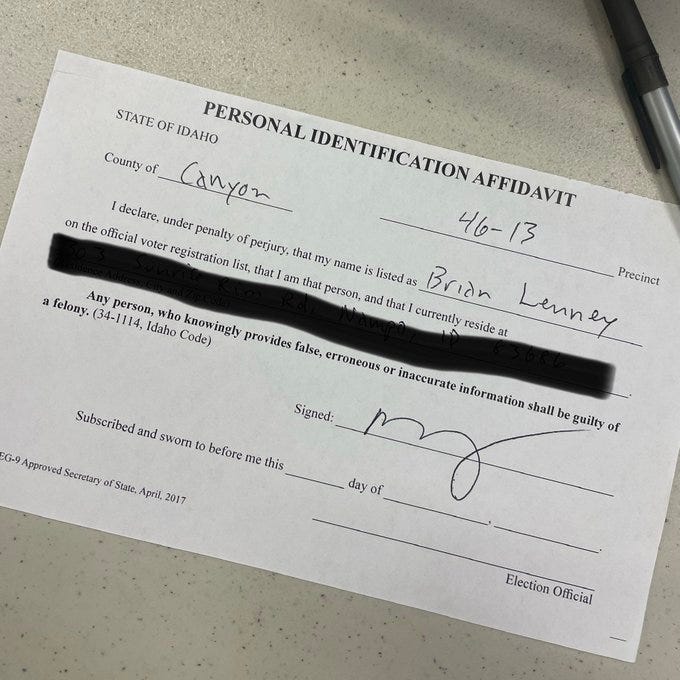 PERSONAL IDENTIFICATION AFFIDAVIT
STATE OF IDAHO
County of Canyon
46-13 Precinct
I declare, under penalty of perjury, that my name is listed as Brian Lenney
on the official voter registration list, that I am that person, and that I currently reside at
Any person, who knowingly provides false, erroneous or inaccurate information shall be guilty of
a felony. (34-1114, Idaho Code)
Signed:
Subscribed and sworn to before me this ______ day of ____________, ____________.
EG-9 Approved Secretary of State, April, 2017
Election Official